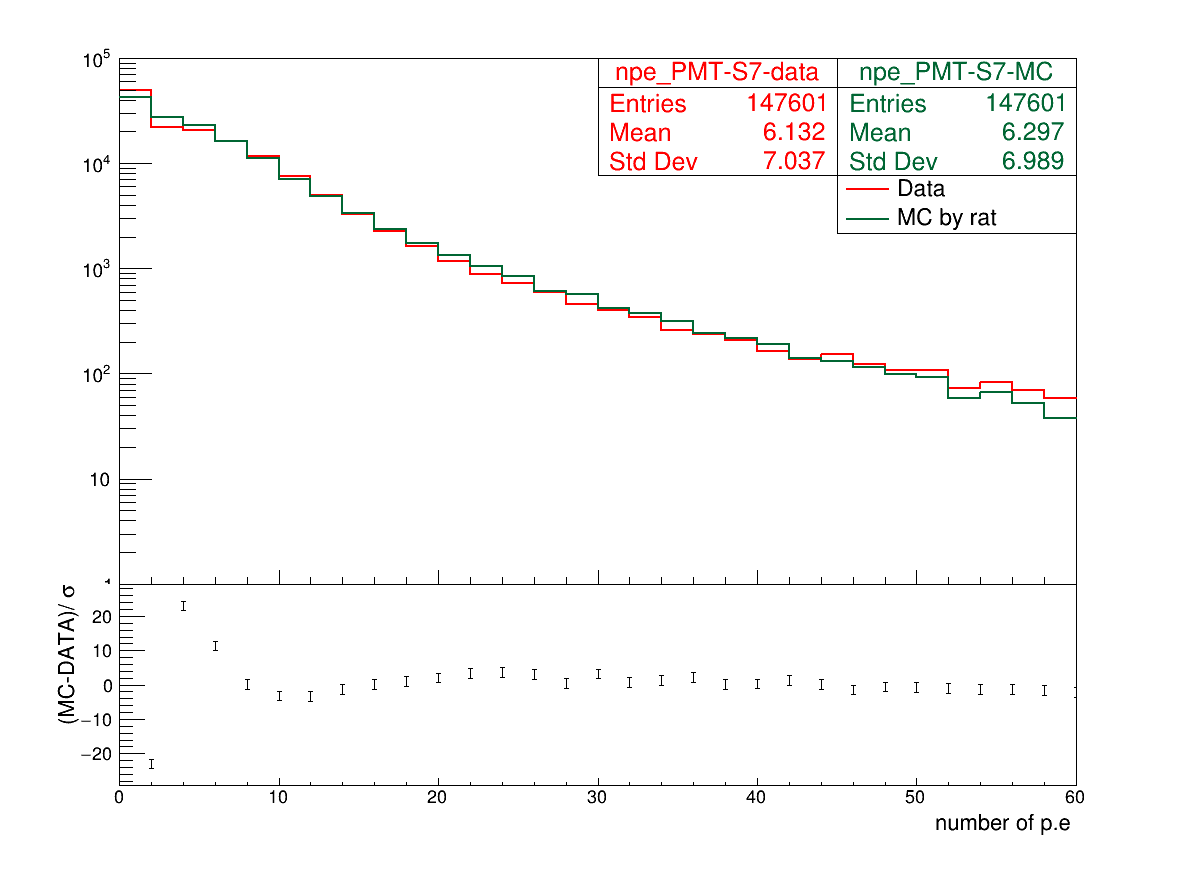 10^5
10^4
10^3
10^2
10
npe_PMT-S7-data
Entries 147601
Mean 6.132
Std Dev 7.037
npe_PMT-S7-MC
Entries 147601
Mean 6.297
Std Dev 6.989
Data
MC by rat
(MC-DATA)/ σ
20
10
0
−10
−20
0 10 20 30 40 50 60
number of p.e